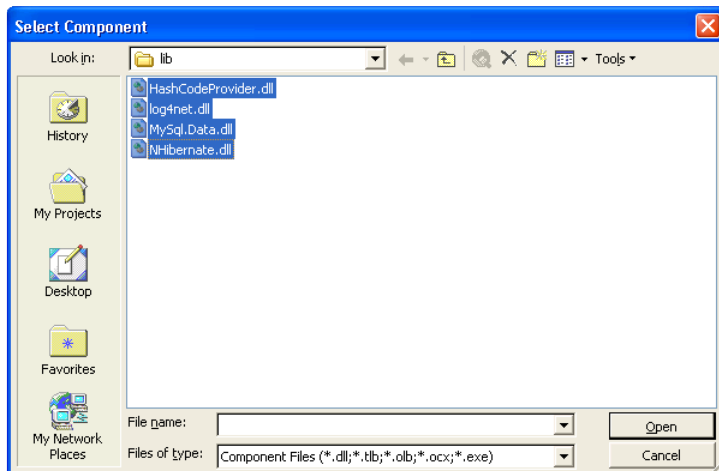 Select Component
Look in:
lib
Tools
HashCodeProvider.dll
log4net.dll
MySql.Data.dll
NHibernate.dll
History
My Projects
Desktop
Favorites
My Network
Places
File name:
Open
Files of type:
Component Files (*.dll;*.tlb;*.olb;*.ocx;*.exe)
Cancel